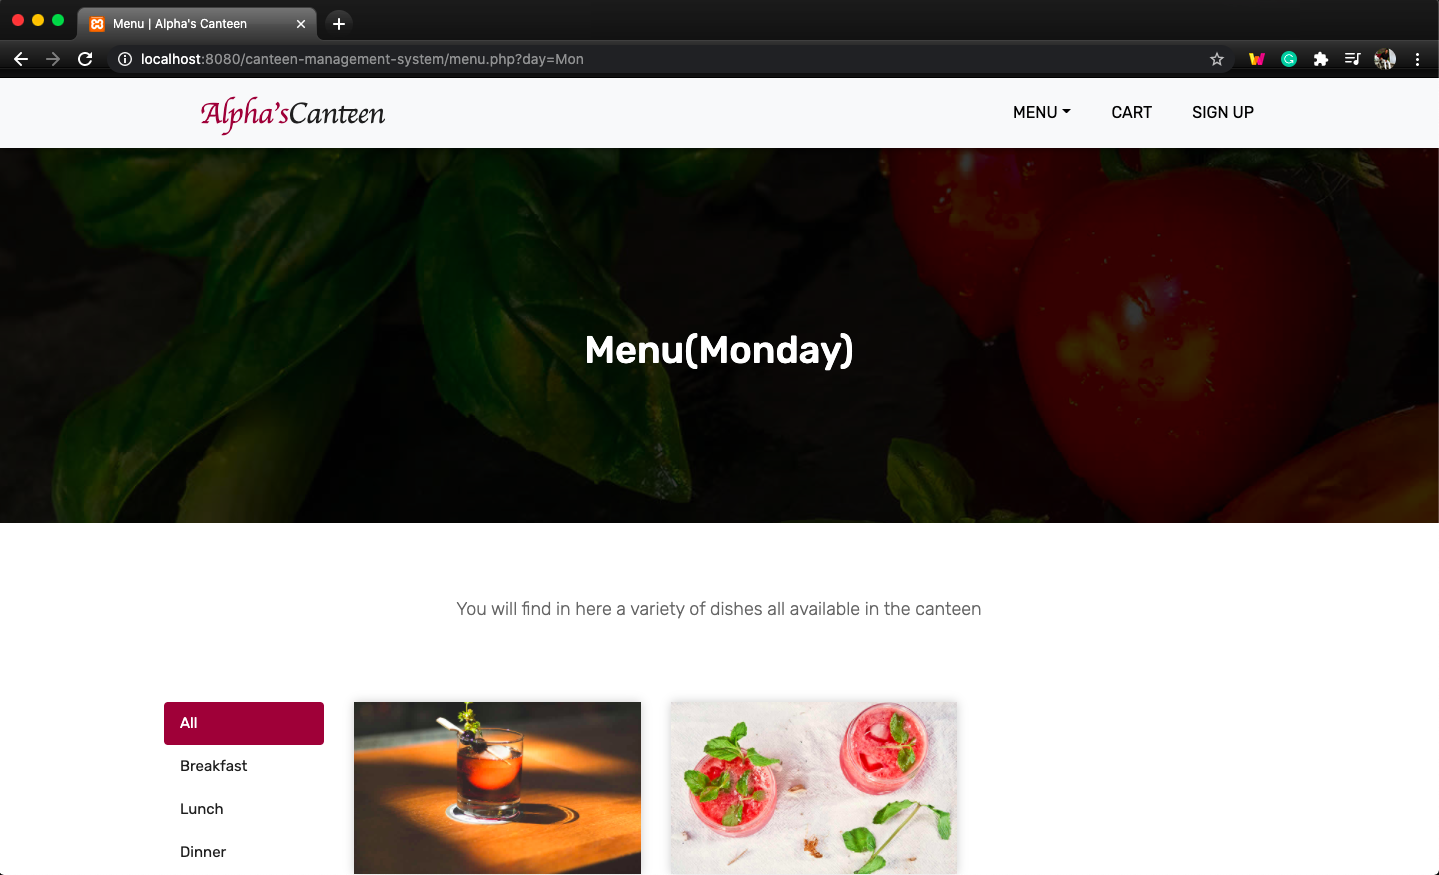 Menu | Alpha's Canteen
localhost:8080/canteen-management-system/menu.php?day=Mon
Alpha'sCanteen
MENU
CART
SIGN UP
Menu(Monday)
You will find in here a variety of dishes all available in the canteen
All
Breakfast
Lunch
Dinner